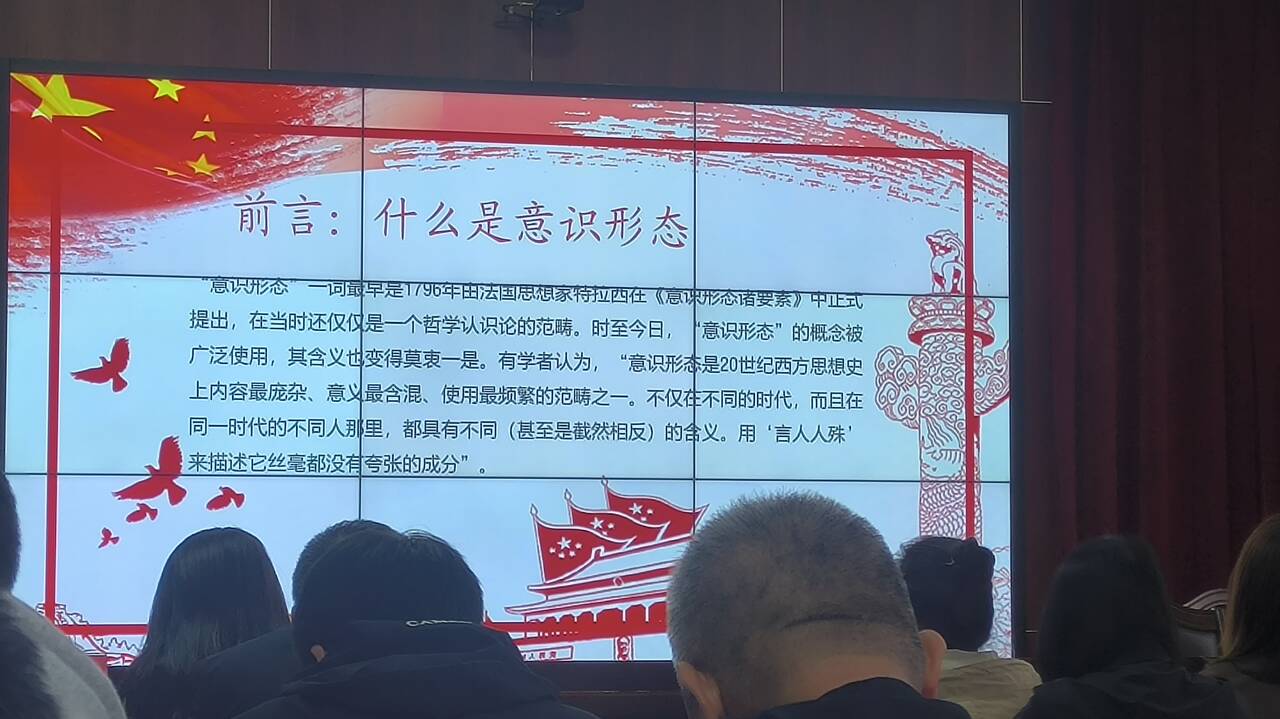 前言：什么是意识形态
“意识形态”一词最早是1796年由法国思想家特拉西在《意识形态诸要素》中正式
提出，在当时还仅仅是一个哲学认识论的范畴。时至今日，“意识形态”的概念被
广泛使用，其含义也变得莫衷一是。有学者认为，“意识形态是20世纪西方思想史
上内容最庞杂、意义最含混、使用最频繁的范畴之一。不仅在不同的时代，而且在
同一时代的不同人那里，都具有不同（甚至是截然相反）的含义。用‘言人人殊’
来描述它丝毫都没有夸张的成分”。